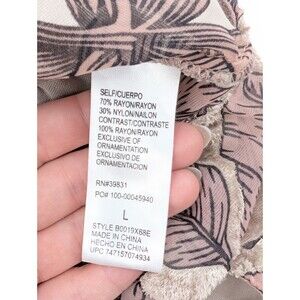 SELF/CUERPO
70% RAYON/RAYON
30% NYLON/NAILON
CONTRAST/CONTRASTE
100% RAYON/RAYON
EXCLUSIVE OF
ORNAMENTATION
EXCLUSIVO DE
ORNAMENTACION
RN#39831
PO# 100-00045940
L
STYLE B0019X68E
MADE IN CHINA
HECHO EN CHINA
UPC 747157074934